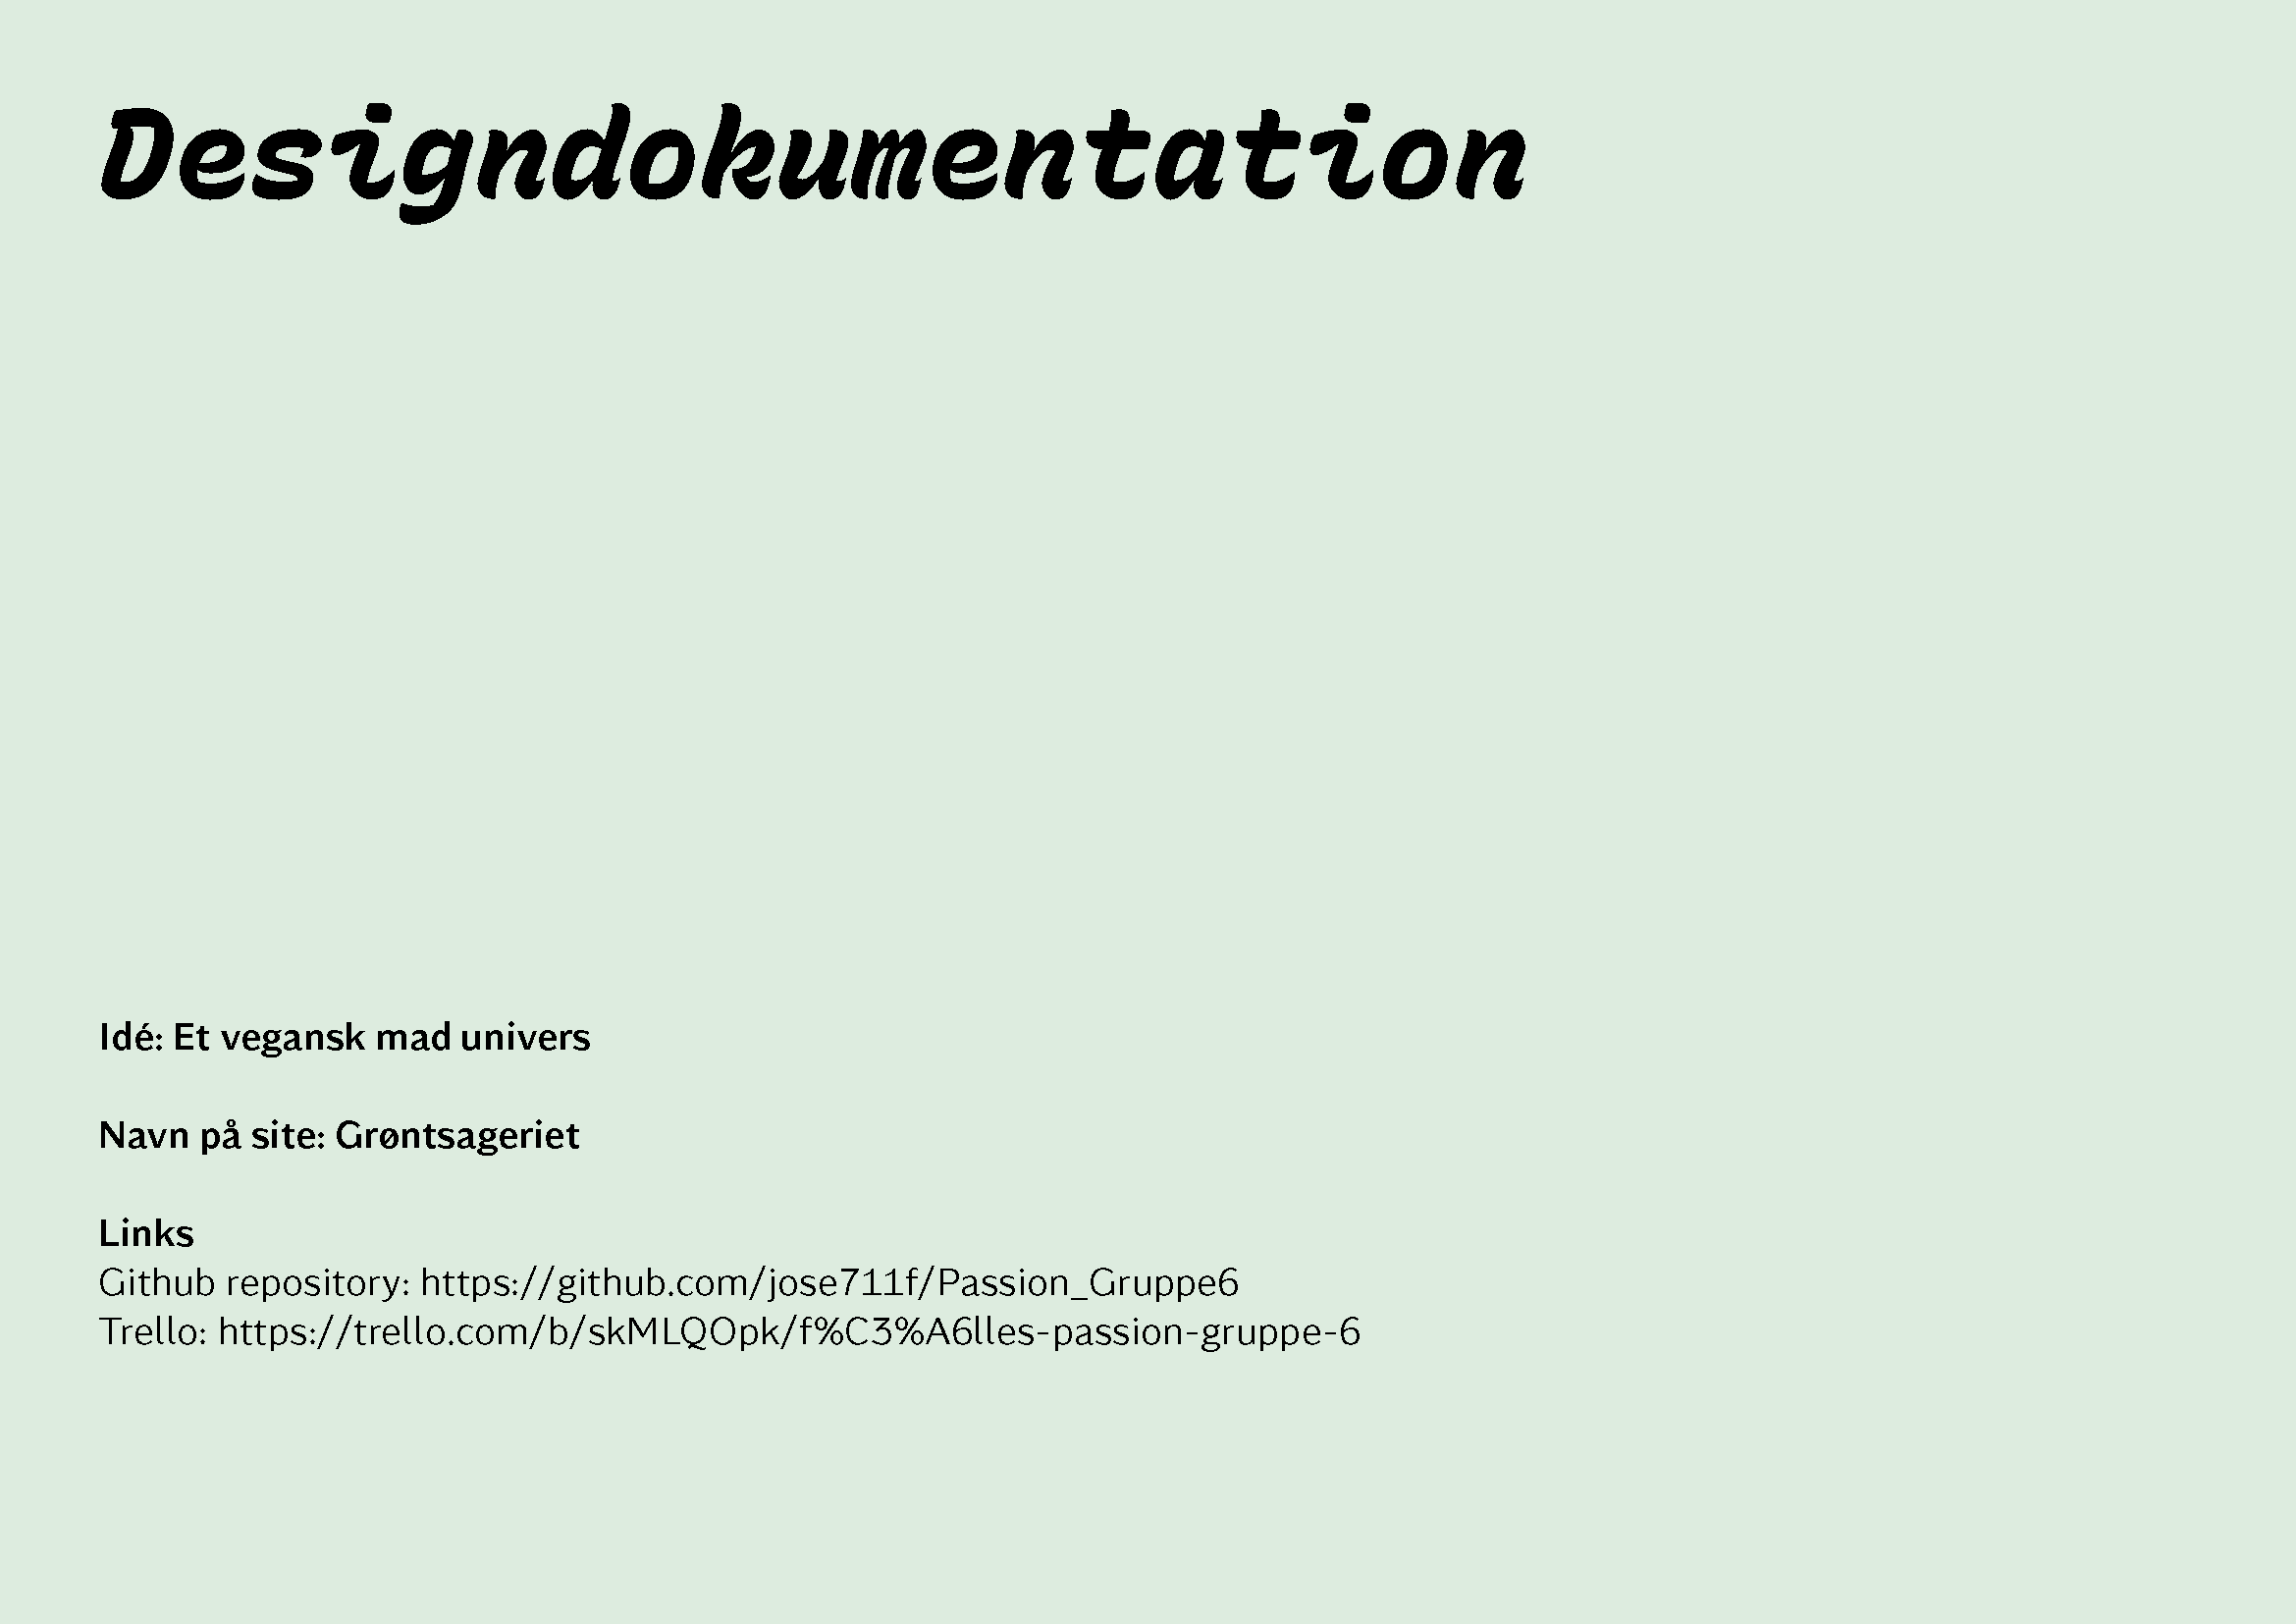 Designdokumentation
Idé: Et vegansk mad univers
Navn på site: Grøntsageriet
Links
Github repository: https://github.com/jose711f/Passion_Gruppe6
Trello: https://trello.com/b/skMLQOpk/f%C3%A6lles-passion-gruppe-6